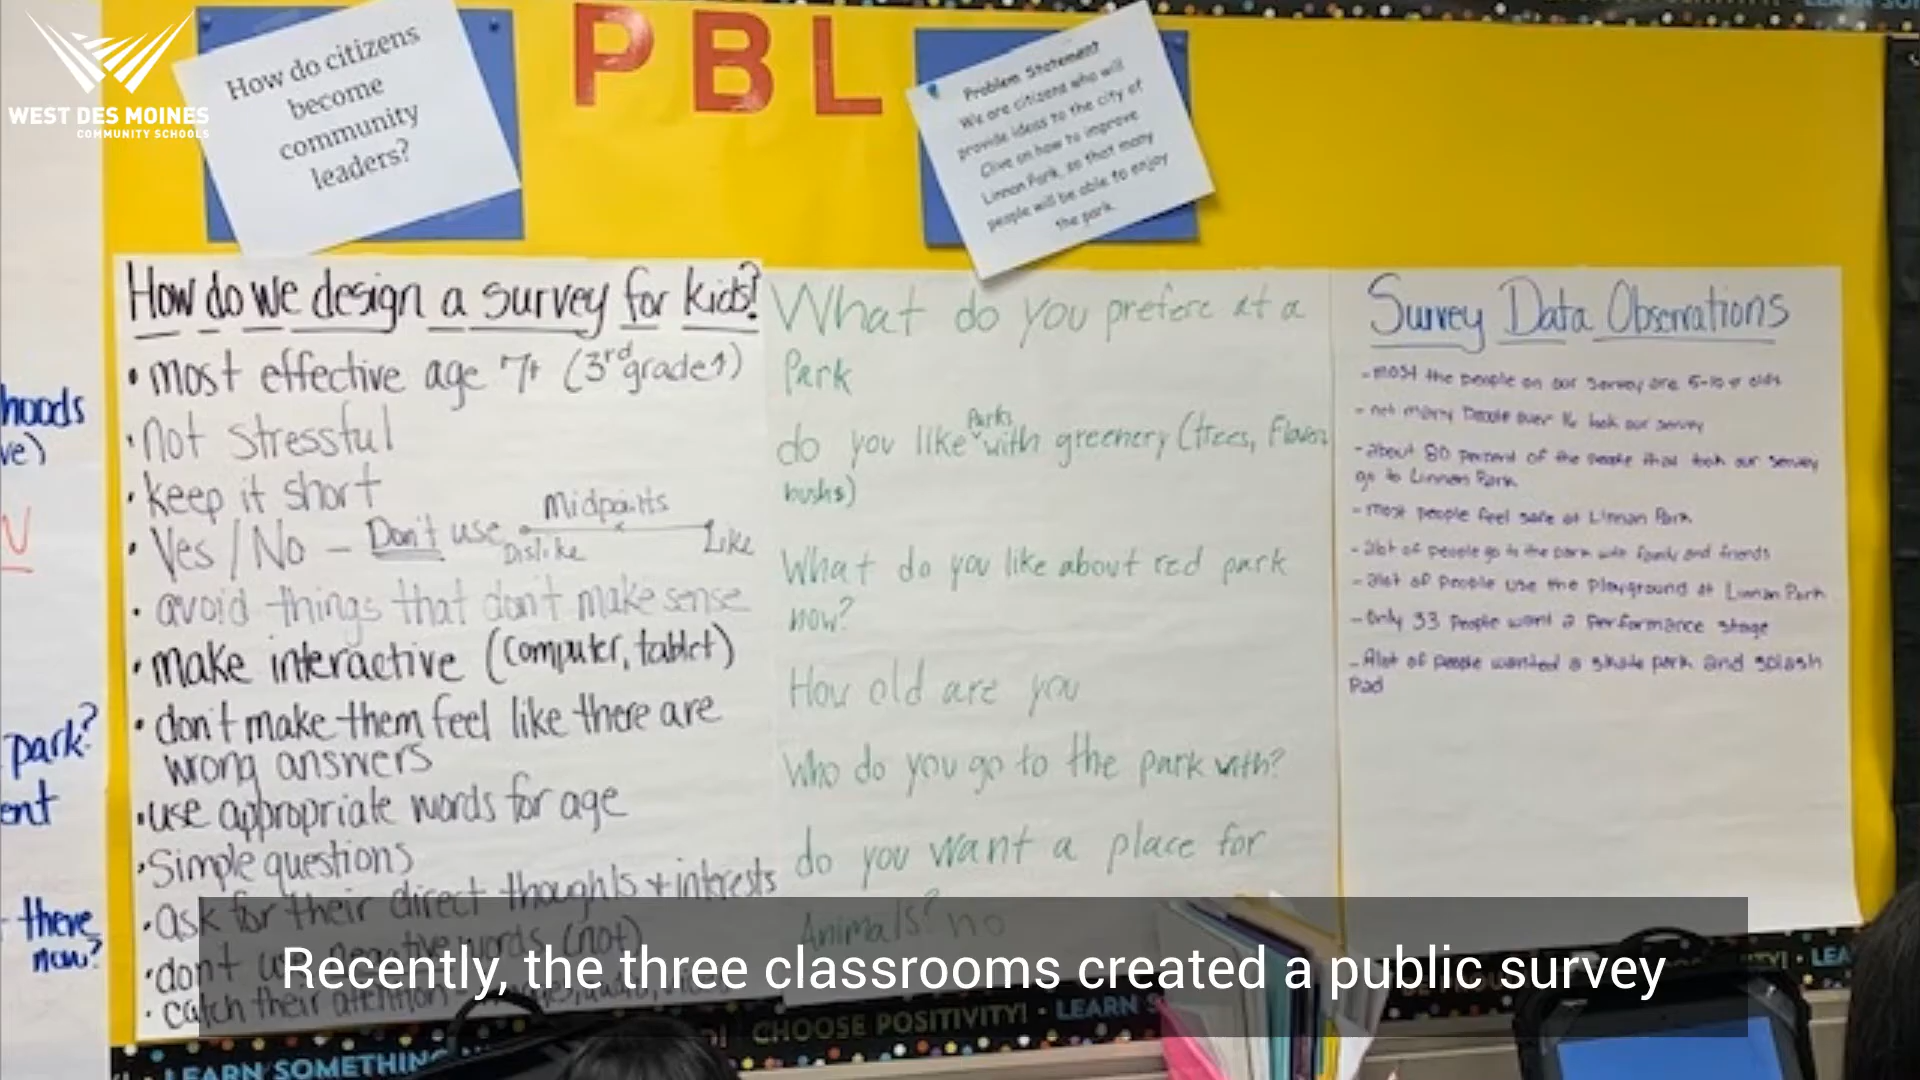 WEST DES MOINES
COMMUNITY SCHOOLS
How do citizens
become
community
leaders?
PBL
Problem Statement
We are citizens who will
provide ideas to the city of
Clive on how to improve
Linnan Park, so that many
people will be able to enjoy
the park.
hoods
ve)
park?
ent
there
now?
How do we design a survey for kids?
• most effective age 7+ (3rd grade↑)
• not stressful
• keep it short
• Yes / No – Don't use
Midpoints
Dislike
Like
• avoid things that don't make sense
• make interactive (computer, tablet)
• don't make them feel like there are
wrong answers
• use appropriate words for age
• Simple questions
• ask for their direct thoughts + interests
• don't use negative words (not)
• catch their attention
What do you prefere at a
Park
do you like Parks with greenery (trees,
bushs)
What do you like about red park
now?
How old are you
Who do you go to the park with?
do you want a place for
Animals? no
Survey Data Observations
- most the people on our survey are 5-10 yr olds
- not many people over 16 took our survey
- about 80 percent of the people that took our survey
go to Linnan Park
- most people feel safe at Linnan Park
- alot of people go to the park with family and friends
- alot of people use the playground at Linnan Park
- Only 33 people want a performance stage
- Alot of people wanted a skate park and splash
Pad
Recently, the three classrooms created a public survey
CHOOSE POSITIVITY! • LEARN S
LEARN SOMETHING